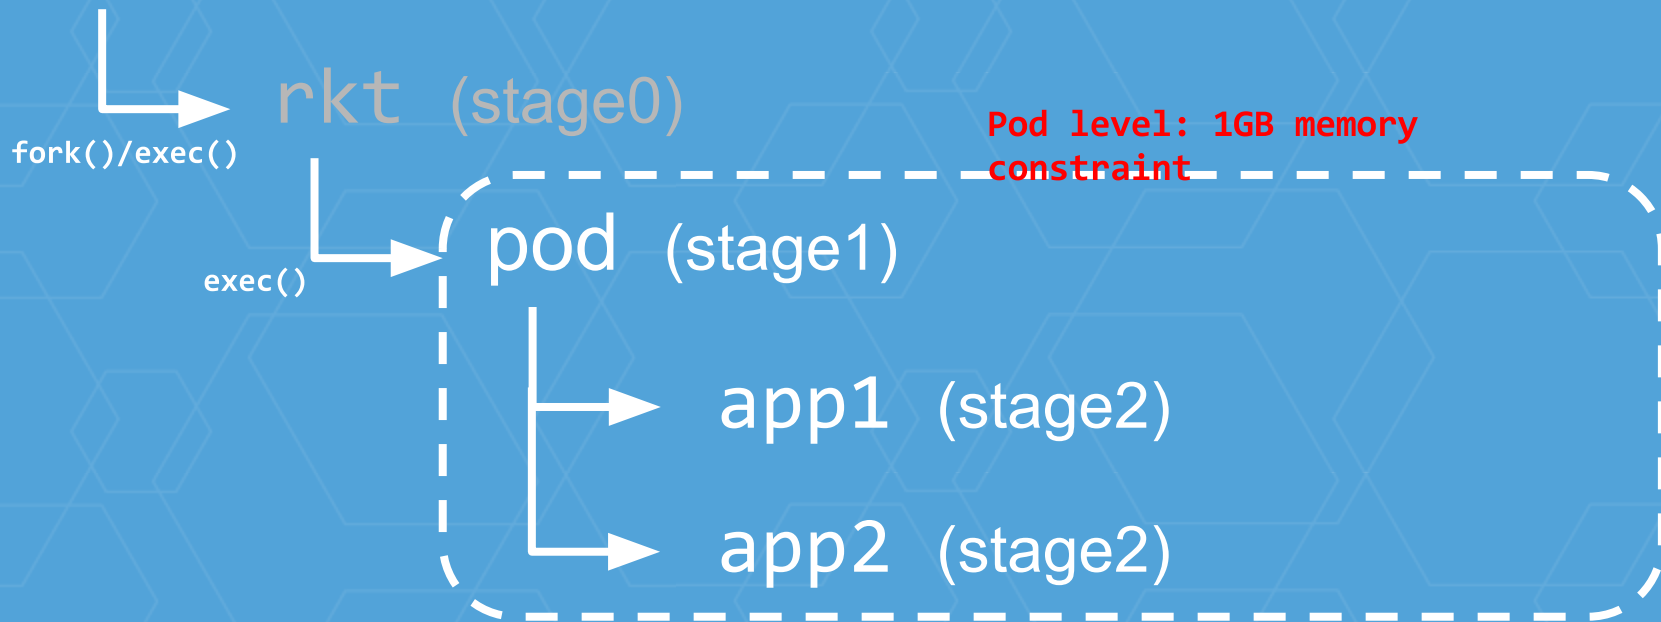 rkt (stage0)
Pod level: 1GB memory
constraint
fork()/exec()
pod (stage1)
exec()
app1 (stage2)
app2 (stage2)